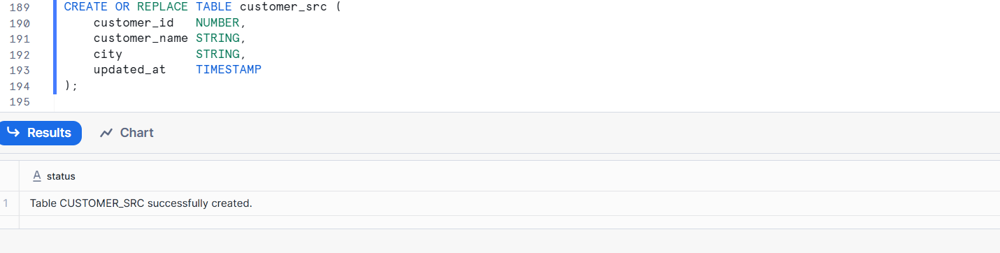 189 CREATE OR REPLACE TABLE customer_src (
190     customer_id   NUMBER,
191     customer_name STRING,
192     city          STRING,
193     updated_at    TIMESTAMP
194 );
195
Results Chart
A status
1 Table CUSTOMER_SRC successfully created.